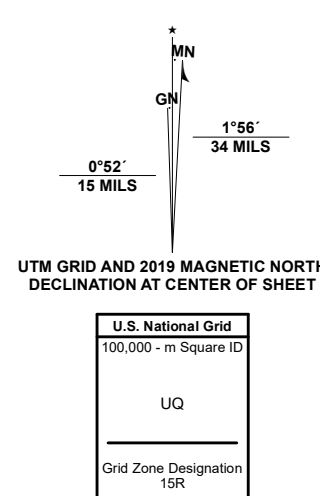 MN
GN
1°56´
34 MILS
0°52´
15 MILS
UTM GRID AND 2019 MAGNETIC NORTH
DECLINATION AT CENTER OF SHEET
U.S. National Grid
100,000 - m Square ID
UQ
Grid Zone Designation
15R